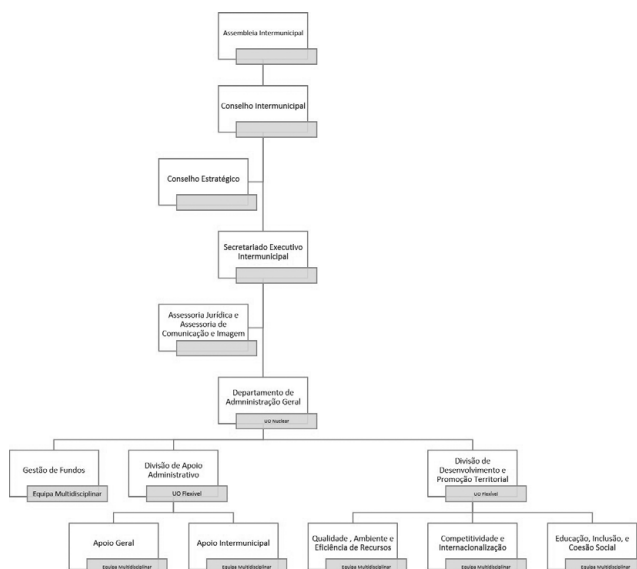 Assembleia Intermunicipal
Conselho Intermunicipal
Conselho Estratégico
Secretariado Executivo
Intermunicipal
Assessoria Jurídica e
Assessoria de
Comunicação e Imagem
Departamento de
Admninistração Geral
UO Nuclear
Gestão de Fundos
Equipa Multidisciplinar
Divisão de Apoio
Administrativo
UO Flexível
Divisão de
Desenvolvimento e
Promoção Territorial
UO Flexível
Apoio Geral
Equipa Multidisciplinar
Apoio Intermunicipal
Equipa Multidisciplinar
Qualidade , Ambiente e
Eficiência de Recursos
Equipa Multidisciplinar
Competitividade e
Internacionalização
Equipa Multidisciplinar
Educação, Inclusão, e
Coesão Social
Equipa Multidisciplinar